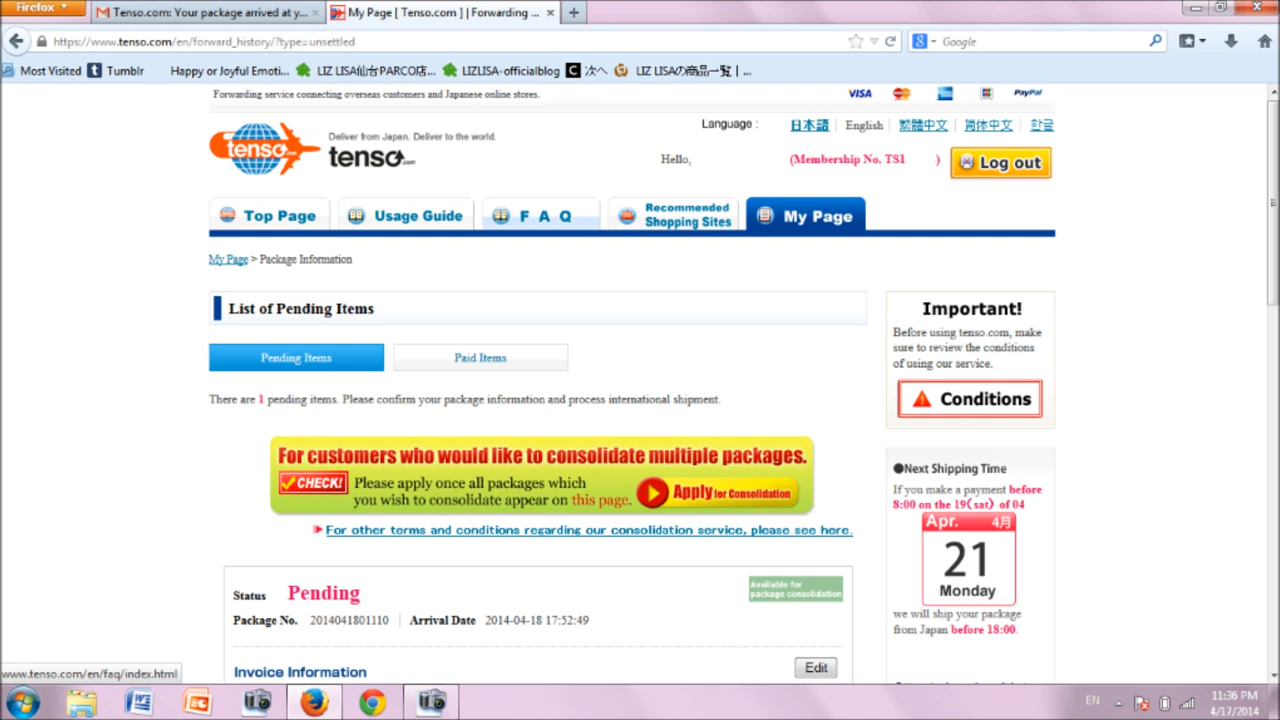 Firefox
Tenso.com: Your package arrived at y...
My Page [ Tenso.com ] | Forwarding ...
https://www.tenso.com/en/forward_history/?type=unsettled
Google
Most Visited
Tumblr
Happy or Joyful Emoti...
LIZ LISA仙台PARCO店...
LIZLISA-officialblog
次へ
LIZ LISAの商品一覧 | ...
Forwarding service connecting overseas customers and Japanese online stores.
VISA
PayPal
Language :
日本語
English
繁體中文
简体中文
한글
tenso.com
Deliver from Japan. Deliver to the world.
tenso.com
Hello,
(Membership No. TS1 )
Log out
Top Page
Usage Guide
F A Q
Recommended
Shopping Sites
My Page
My Page > Package Information
List of Pending Items
Pending Items
Paid Items
There are 1 pending items. Please confirm your package information and process international shipment.
For customers who would like to consolidate multiple packages.
CHECK!
Please apply once all packages which
you wish to consolidate appear on this page.
Apply for Consolidation
For other terms and conditions regarding our consolidation service, please see here.
Status Pending
Available for
package consolidation
Package No. 2014041801110
Arrival Date 2014-04-18 17:52:49
Invoice Information
Edit
Important!
Before using tenso.com, make
sure to review the conditions
of using our service.
Conditions
●Next Shipping Time
If you make a payment before
8:00 on the 19(sat) of 04
Apr. 4月
21
Monday
we will ship your package
from Japan before 18:00.
www.tenso.com/en/faq/index.html
EN
11:36 PM
4/17/2014